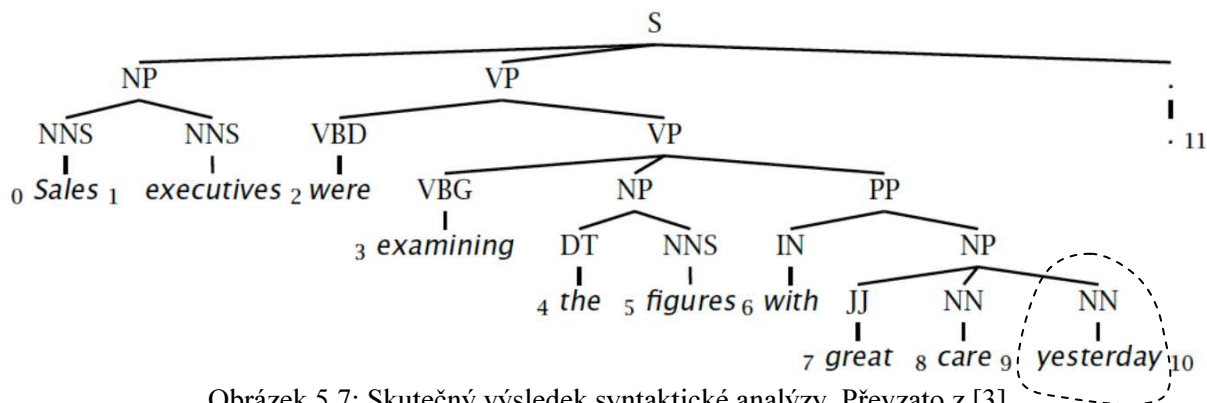 S
NP VP .
NNS NNS VBD VP . 11
0 Sales 1 executives 2 were VBG NP PP
3 examining DT NNS IN NP
4 the 5 figures 6 with JJ NN NN
7 great 8 care 9 yesterday 10
Obrázek 5.7: Skutečný výsledek syntaktické analýzy. Převzato z [3]